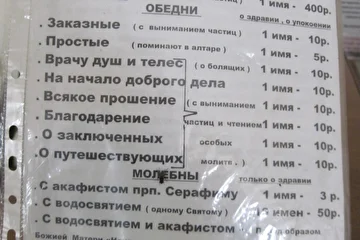 1 имя - 400р.
ОБЕДНИ
о здравии , о упокоении
. Заказные ( с выниманием частиц ) 1 имя - 10р.
. Простые (поминают в алтаре) 1 имя - 5р.
. Врачу душ и телес ( о болящих ) 1 имя - 10р.
. На начало доброго дела 1 имя - 10р.
. Всякое прошение (с выниманием 1 имя - 10р.
. Благодарение частиц и чтением 1 имя - 10р.
. О заключенных особых 1 имя - 10р.
. О путешествующих молитв . ) 1 имя - 10р.
МОЛЕБНЫ только о здравии
. С акафистом прп. Серафиму 1 имя - 3 р.
. С водосвятием ( одному Святому ) имен - 50р.
. С водосвятием и акафистом образом
Божией Матери